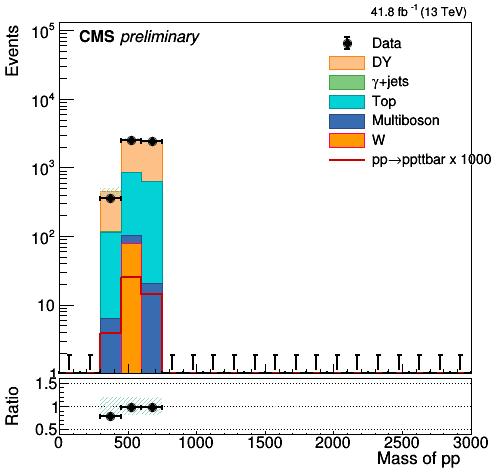 41.8 fb⁻¹ (13 TeV)
CMS preliminary
Events
10⁵
10⁴
10³
10²
10
1
Data
DY
γ+jets
Top
Multiboson
W
pp→ppttbar x 1000
Ratio
1.5
1
0.5
0 500 1000 1500 2000 2500 3000
Mass of pp